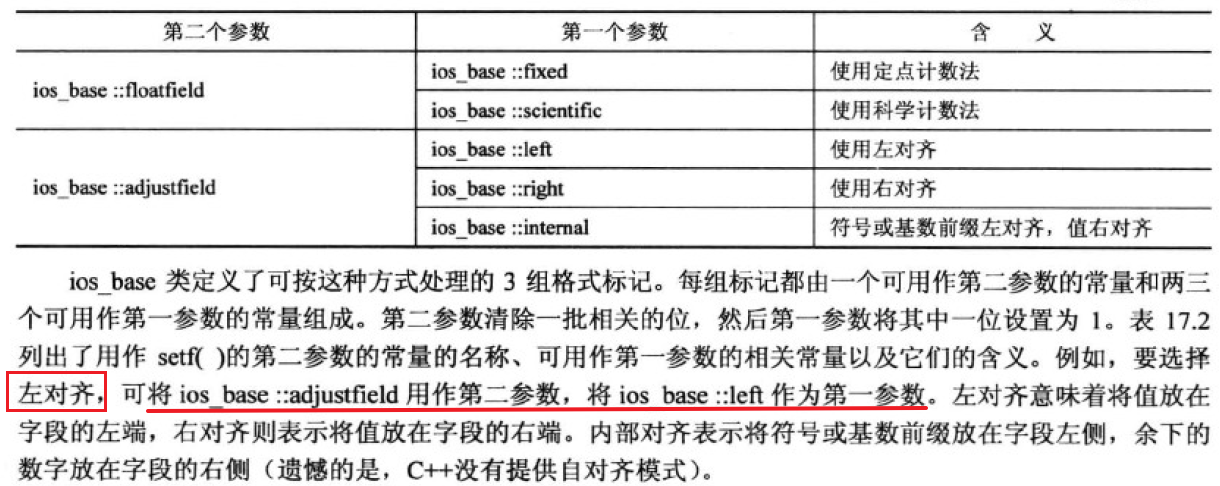 第二个参数 第一个参数 含 义
ios_base ::floatfield ios_base ::fixed 使用定点计数法
ios_base ::scientific 使用科学计数法
ios_base ::adjustfield ios_base ::left 使用左对齐
ios_base ::right 使用右对齐
ios_base ::internal 符号或基数前缀左对齐，值右对齐
ios_base 类定义了可按这种方式处理的 3 组格式标记。每组标记都由一个可用作第二参数的常量和两三
个可用作第一参数的常量组成。第二参数清除一批相关的位，然后第一参数将其中一位设置为 1。表 17.2
列出了用作 setf( )的第二参数的常量的名称、可用作第一参数的相关常量以及它们的含义。例如，要选择
左对齐，可将 ios_base ::adjustfield 用作第二参数，将 ios_base ::left 作为第一参数。左对齐意味着将值放在
字段的左端，右对齐则表示将值放在字段的右端。内部对齐表示将符号或基数前缀放在字段左侧，余下的
数字放在字段的右侧（遗憾的是，C++没有提供自对齐模式）。